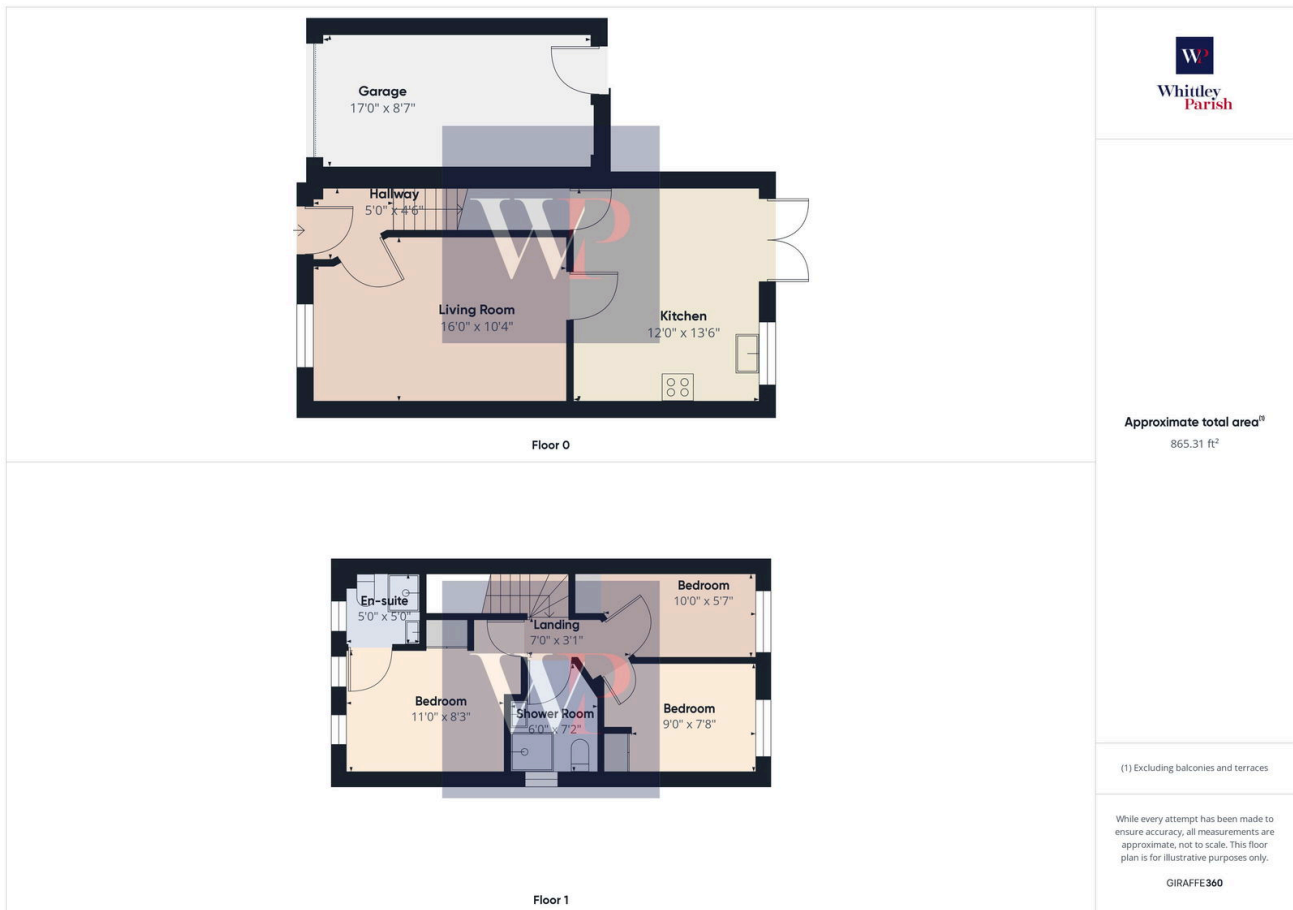 Garage
17'0" x 8'7"
Hallway
5'0" x 4'6"
Living Room
16'0" x 10'4"
Kitchen
12'0" x 13'6"
WP
Floor 0
En-suite
5'0" x 5'0"
Bedroom
10'0" x 5'7"
Landing
7'0" x 3'1"
Bedroom
11'0" x 8'3"
Shower Room
6'0" x 7'2"
Bedroom
9'0" x 7'8"
WP
Floor 1
WP
Whittley
Parish
Approximate total area⁽¹⁾
865.31 ft²
(1) Excluding balconies and terraces
While every attempt has been made to
ensure accuracy, all measurements are
approximate, not to scale. This floor
plan is for illustrative purposes only.
GIRAFFE360